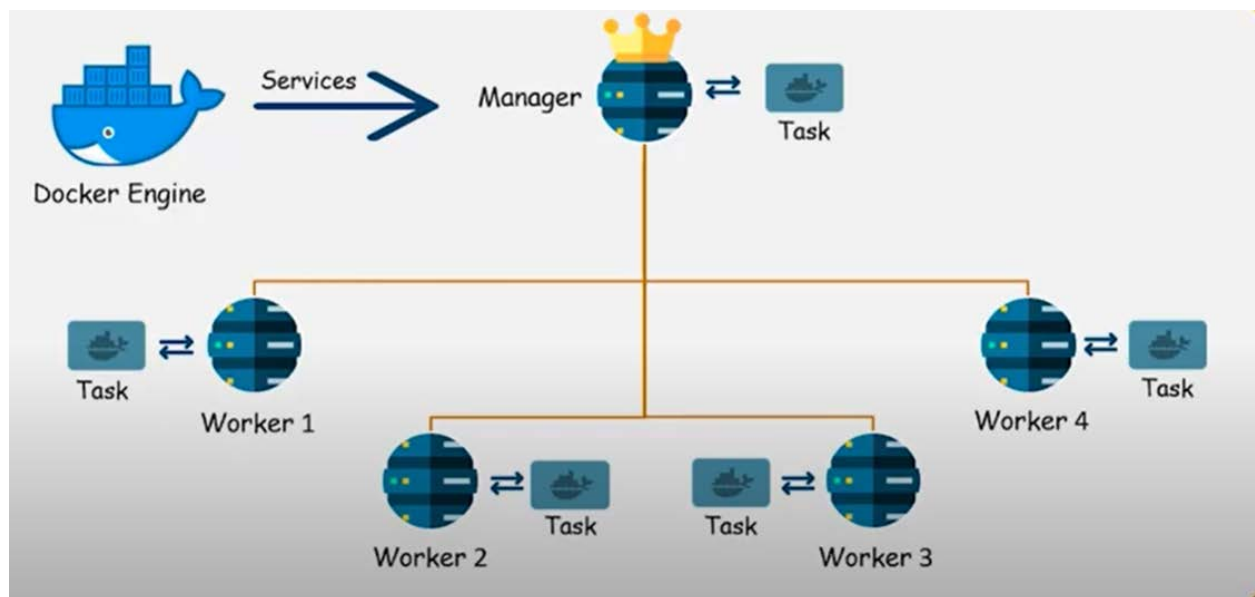 Services
Manager
Task
Docker Engine
Task
Worker 1
Task
Worker 4
Task
Worker 2
Task
Worker 3